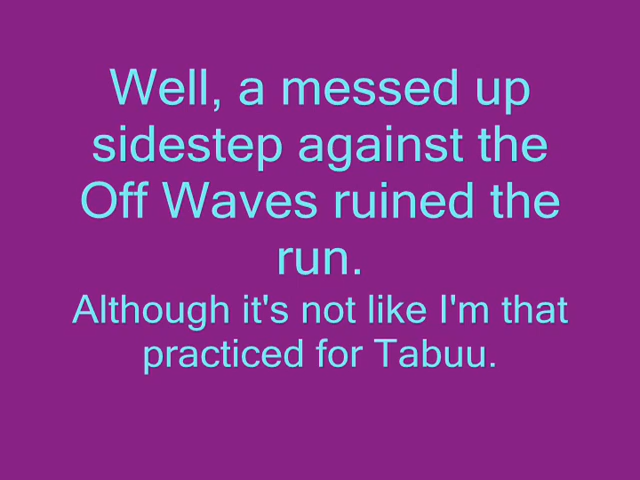 Well, a messed up
sidestep against the
Off Waves ruined the
run.
Although it's not like I'm that
practiced for Tabuu.